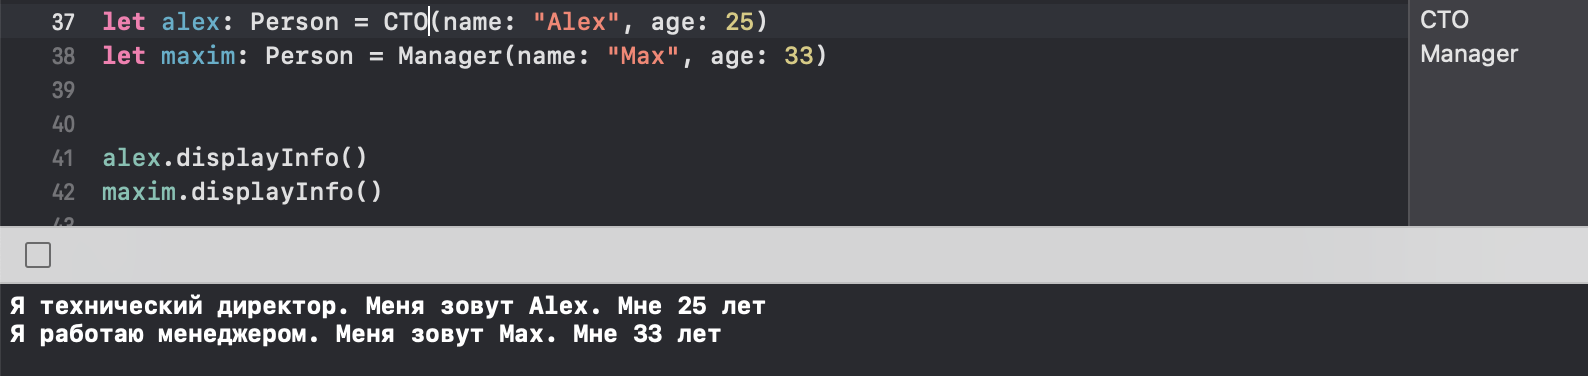 37 let alex: Person = CTO(name: "Alex", age: 25)
CTO
38 let maxim: Person = Manager(name: "Max", age: 33)
Manager
39
40
41 alex.displayInfo()
42 maxim.displayInfo()
43
Я технический директор. Меня зовут Alex. Мне 25 лет
Я работаю менеджером. Меня зовут Max. Мне 33 лет